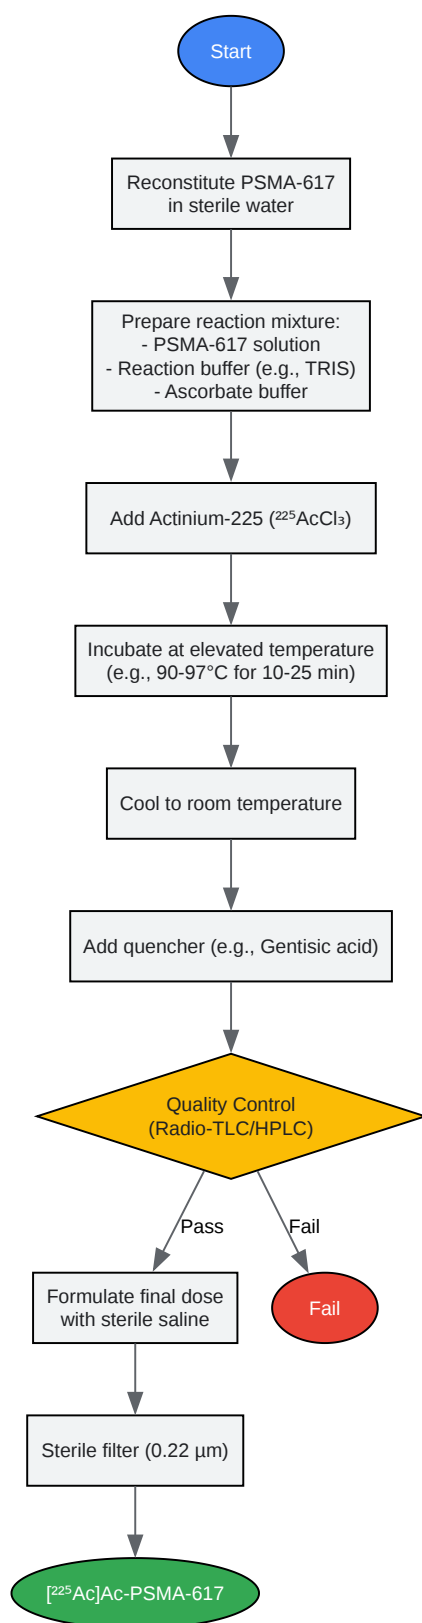 Start
Reconstitute PSMA-617
in sterile water
Prepare reaction mixture:
- PSMA-617 solution
- Reaction buffer (e.g., TRIS)
- Ascorbate buffer
Add Actinium-225 (²²⁵AcCl₃)
Incubate at elevated temperature
(e.g., 90-97°C for 10-25 min)
Cool to room temperature
Add quencher (e.g., Gentisic acid)
Quality Control
(Radio-TLC/HPLC)
Pass
Fail
Formulate final dose
with sterile saline
Fail
Sterile filter (0.22 µm)
[²²⁵Ac]Ac-PSMA-617